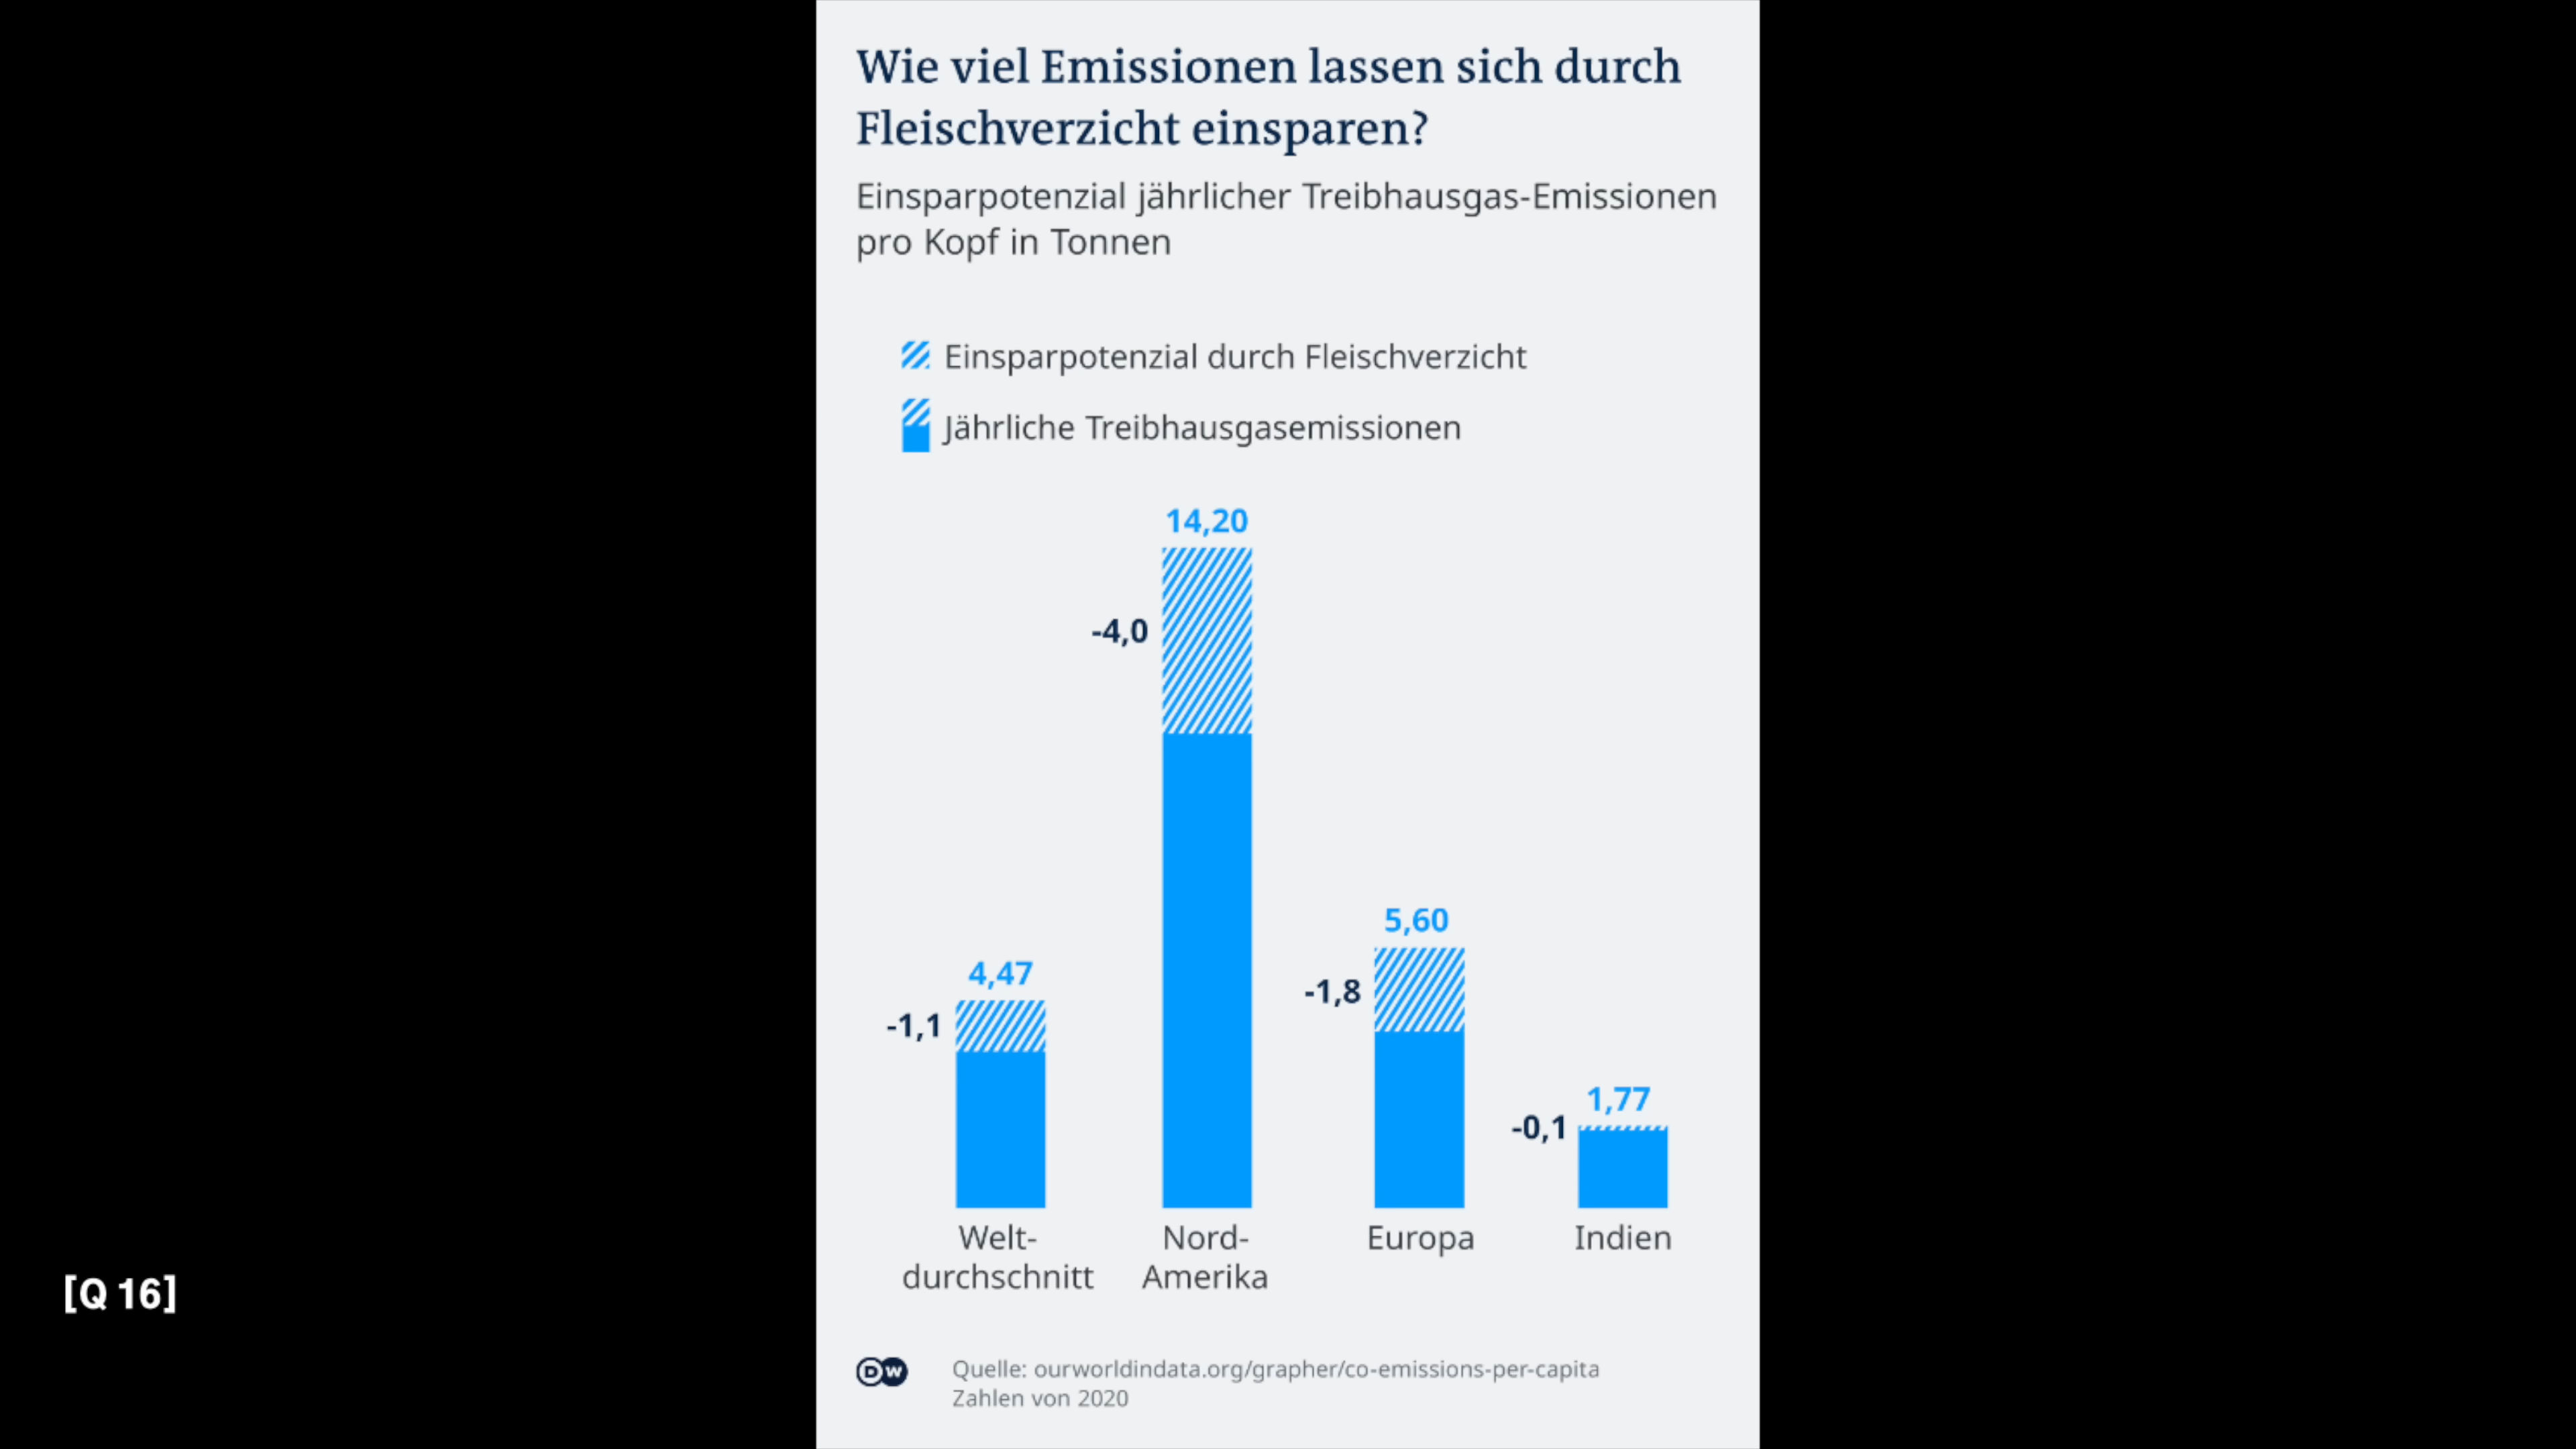 Wie viel Emissionen lassen sich durch
Fleischverzicht einsparen?
Einsparpotenzial jährlicher Treibhausgas-Emissionen
pro Kopf in Tonnen
Einsparpotenzial durch Fleischverzicht
Jährliche Treibhausgasemissionen
14,20
-4,0
5,60
4,47
-1,8
-1,1
1,77
-0,1
Welt-
durchschnitt
Nord-
Amerika
Europa
Indien
[Q 16]
DW
Quelle: ourworldindata.org/grapher/co-emissions-per-capita
Zahlen von 2020